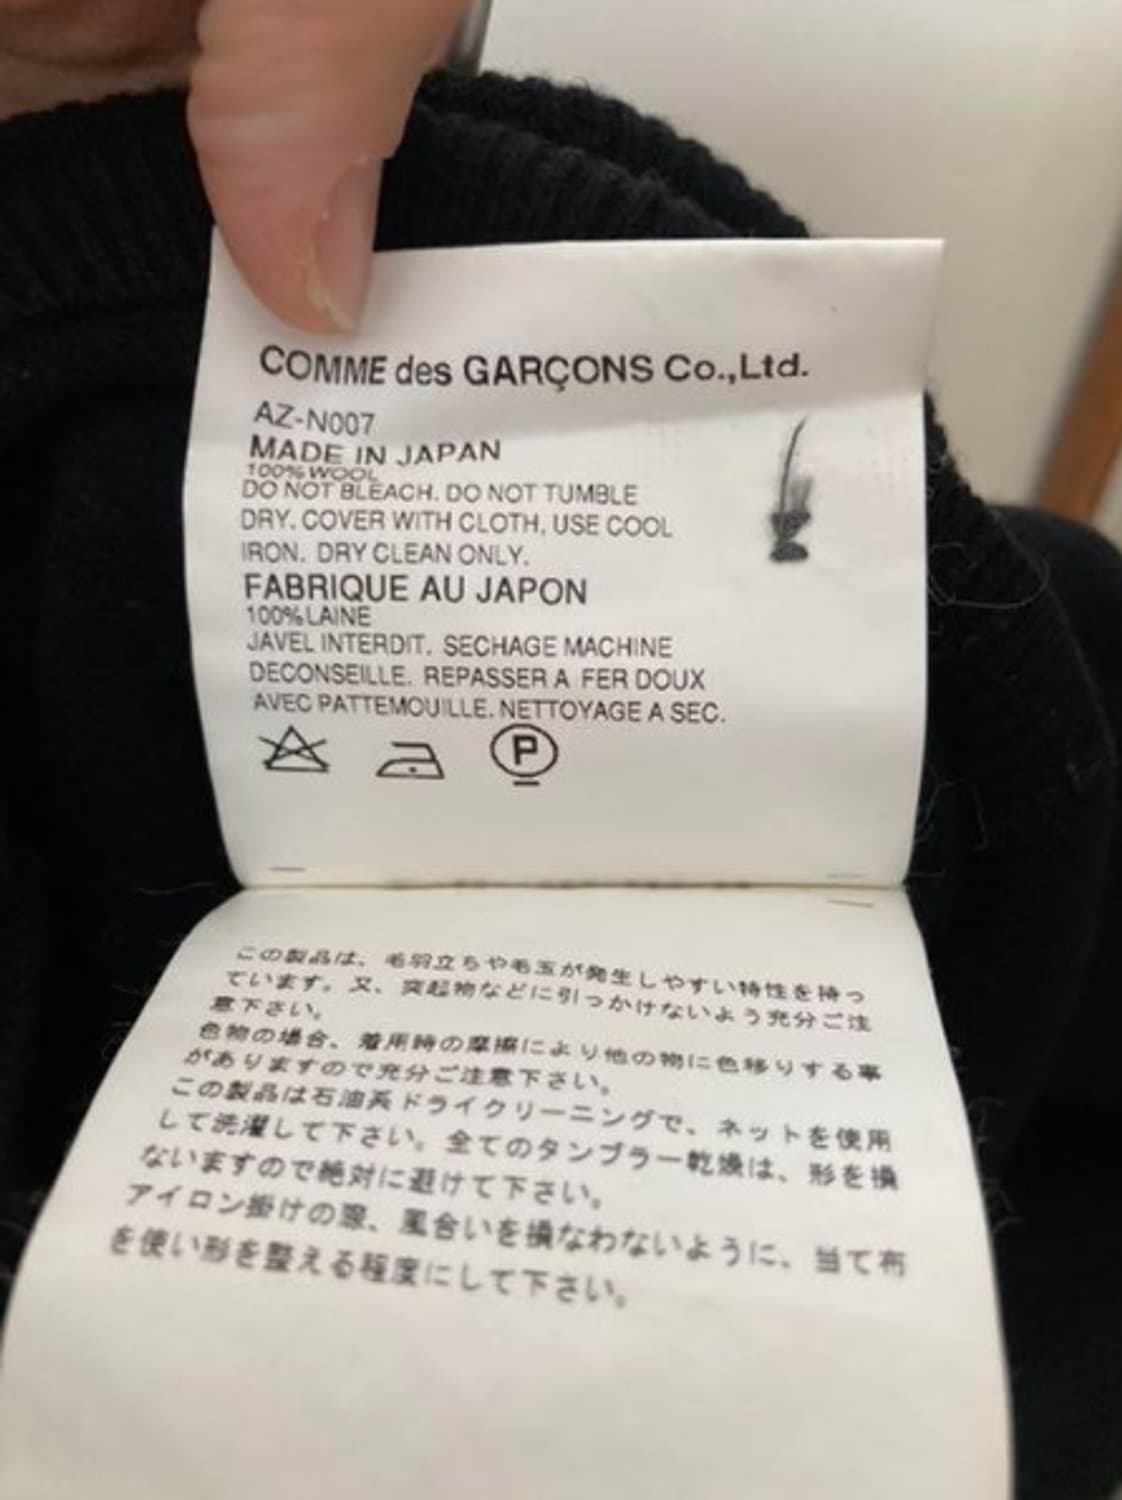 COMME des GARÇONS Co.,Ltd.
AZ-N007
MADE IN JAPAN
100% WOOL
DO NOT BLEACH. DO NOT TUMBLE
DRY. COVER WITH CLOTH, USE COOL
IRON. DRY CLEAN ONLY.
FABRIQUE AU JAPON
100% LAINE
JAVEL INTERDIT. SECHAGE MACHINE
DECONSEILLE. REPASSER A FER DOUX
AVEC PATTEMOUILLE. NETTOYAGE A SEC.
P
この製品は、毛羽立ちや毛玉が発生しやすい特性を持っ
ています。又、突起物などに引っかけないよう充分ご注
意下さい。
色物の場合、着用時の摩擦により他の物に色移りする事
がありますので充分ご注意下さい。
この製品は石油系ドライクリーニングで、ネットを使用
して洗濯して下さい。全てのタンブラー乾燥は、形を損
ないますので絶対に避けて下さい。
アイロン掛けの際、風合いを損なわないように、当て布
を使い形を整える程度にして下さい。